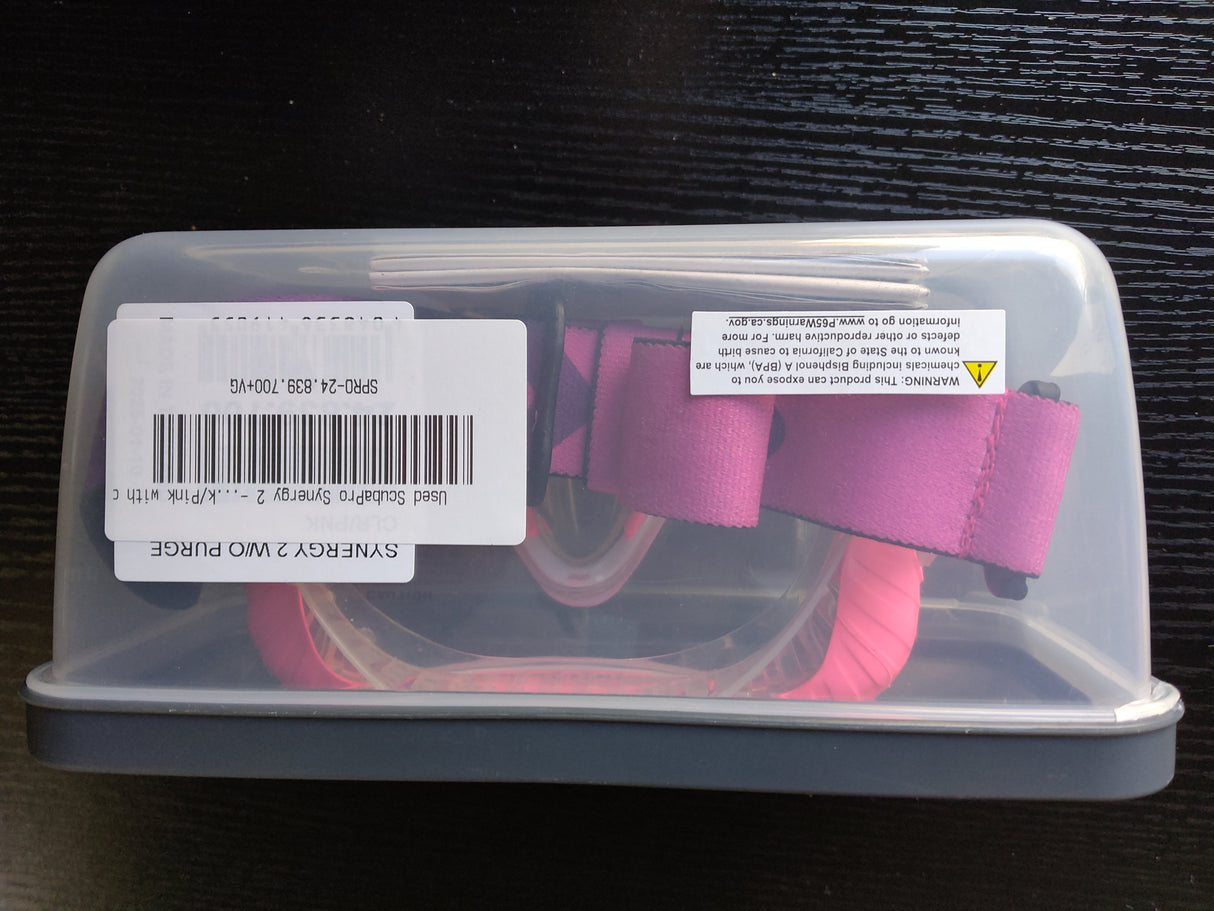 Used ScubaPro Synergy 2 -...k/Pink with c
SPRO-24.839.700+VG
SYNERGY 2 W/O PURGE
CLR/PNK
WARNING: This product can expose you to
chemicals including Bisphenol A (BPA), which are
known to the State of California to cause birth
defects or other reproductive harm. For more
information go to www.P65Warnings.ca.gov.